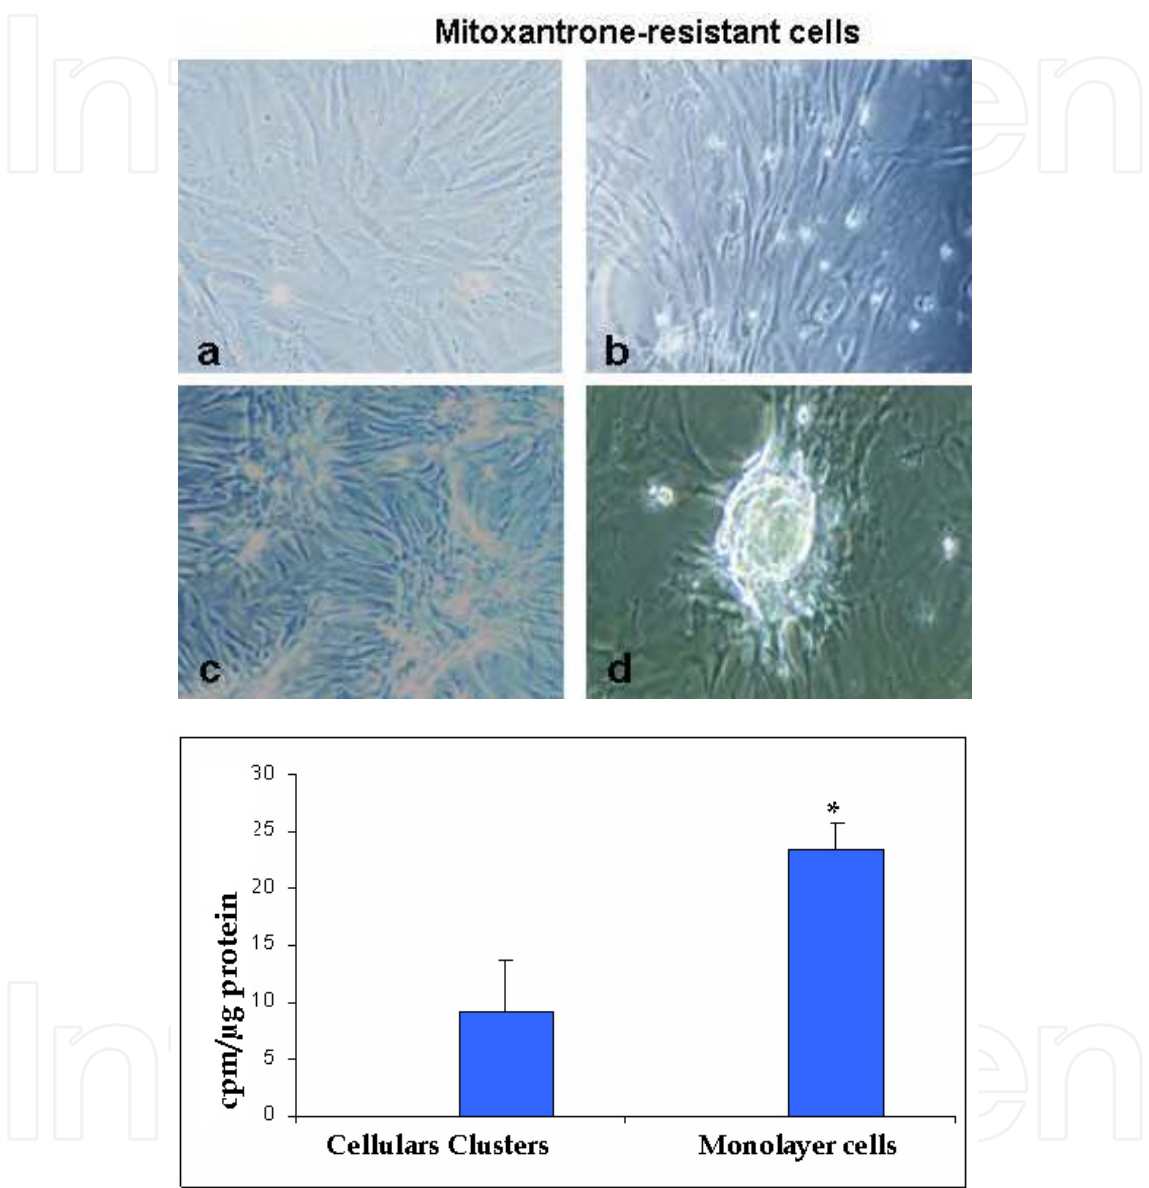 Mitoxantrone-resistant cells
a
b
c
d
30
25
20
15
10
5
0
cpm/µg protein
*
Cellulars Clusters
Monolayer cells